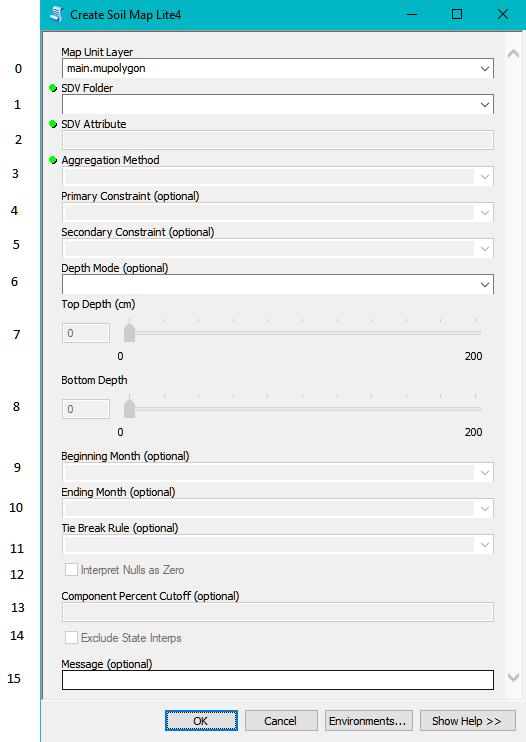 Create Soil Map Lite4
Map Unit Layer
0 main.mupolygon
SDV Folder
1
SDV Attribute
2
Aggregation Method
3
Primary Constraint (optional)
4
Secondary Constraint (optional)
5
Depth Mode (optional)
6
Top Depth (cm)
7 0
0 200
Bottom Depth
8 0
0 200
Beginning Month (optional)
9
Ending Month (optional)
10
Tie Break Rule (optional)
11
12 Interpret Nulls as Zero
Component Percent Cutoff (optional)
13
14 Exclude State Interps
Message (optional)
15
OK Cancel Environments... Show Help >>